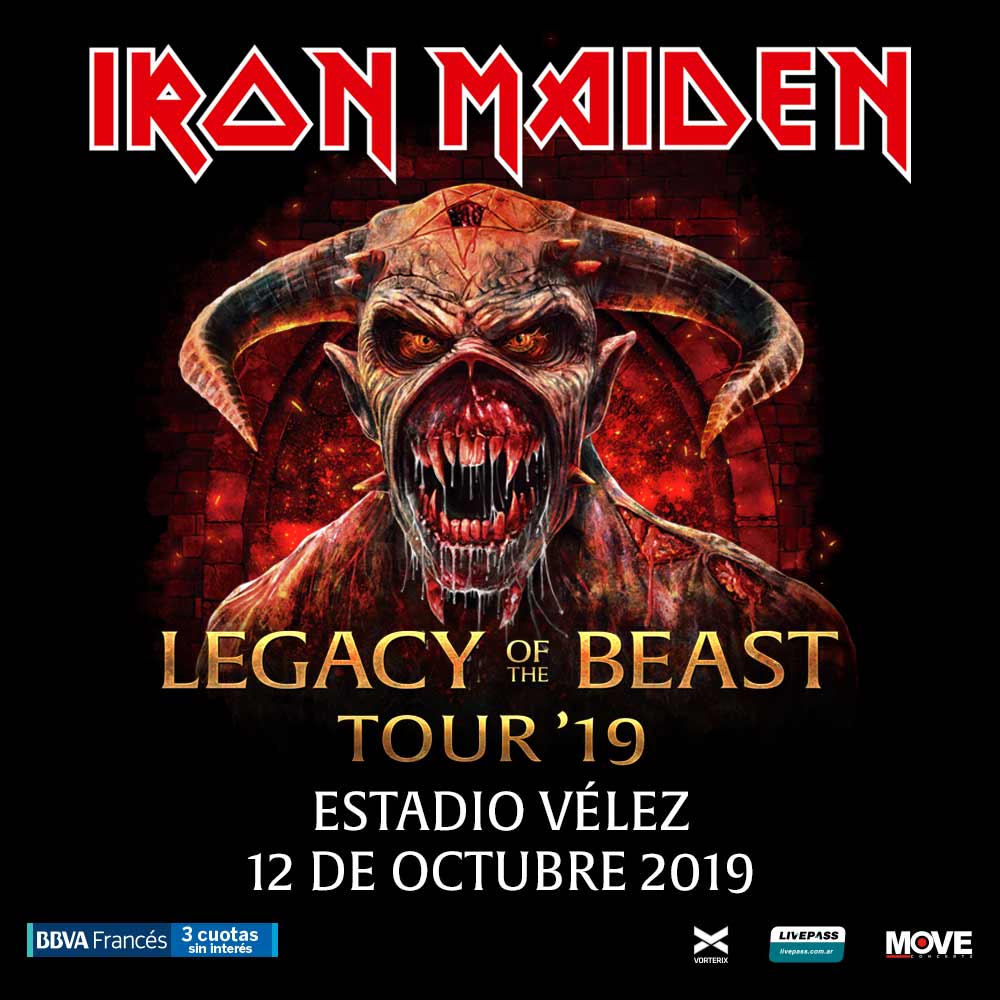 IRON MAIDEN
LEGACY OF THE BEAST
TOUR '19
ESTADIO VÉLEZ
12 DE OCTUBRE 2019
BBVA Francés 3 cuotas sin interés
VORTERIX
LIVEPASS
livepass.com.ar
MOVE
CONCERTS